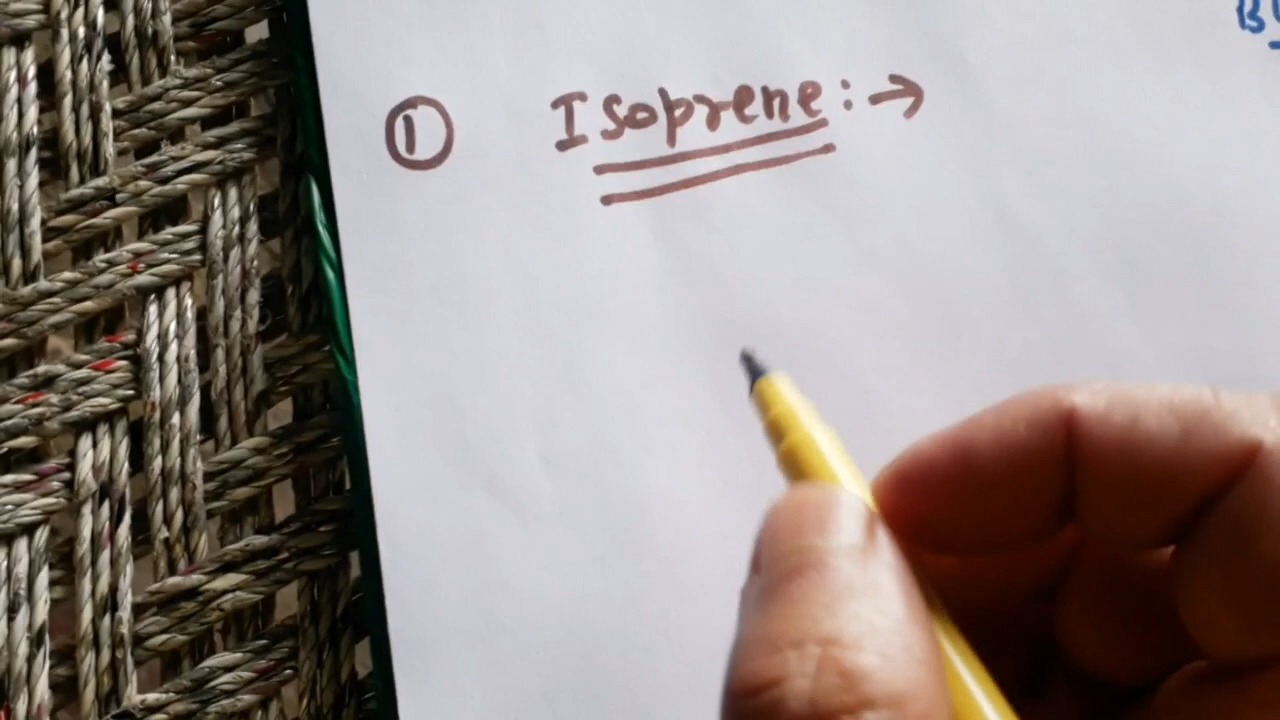 ① Isoprene : →